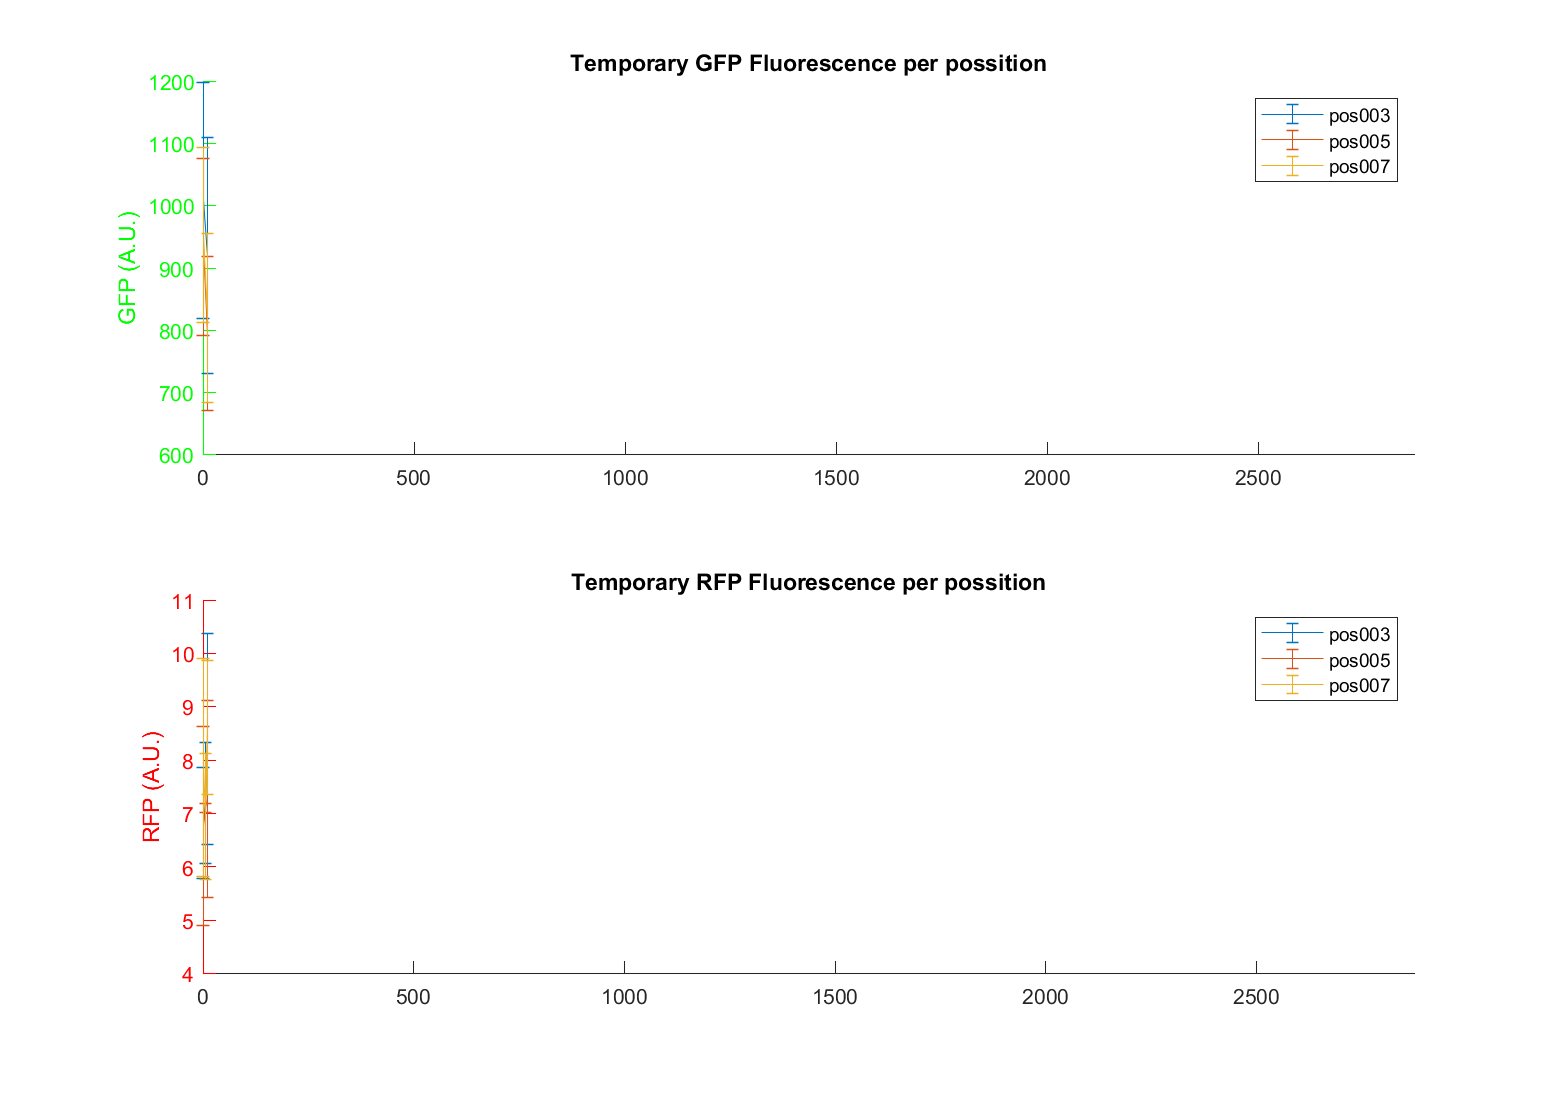 Temporary GFP Fluorescence per possition
1200
1100
1000
900
800
700
600
GFP (A.U.)
0 500 1000 1500 2000 2500
pos003
pos005
pos007
Temporary RFP Fluorescence per possition
11
10
9
8
7
6
5
4
RFP (A.U.)
0 500 1000 1500 2000 2500
pos003
pos005
pos007